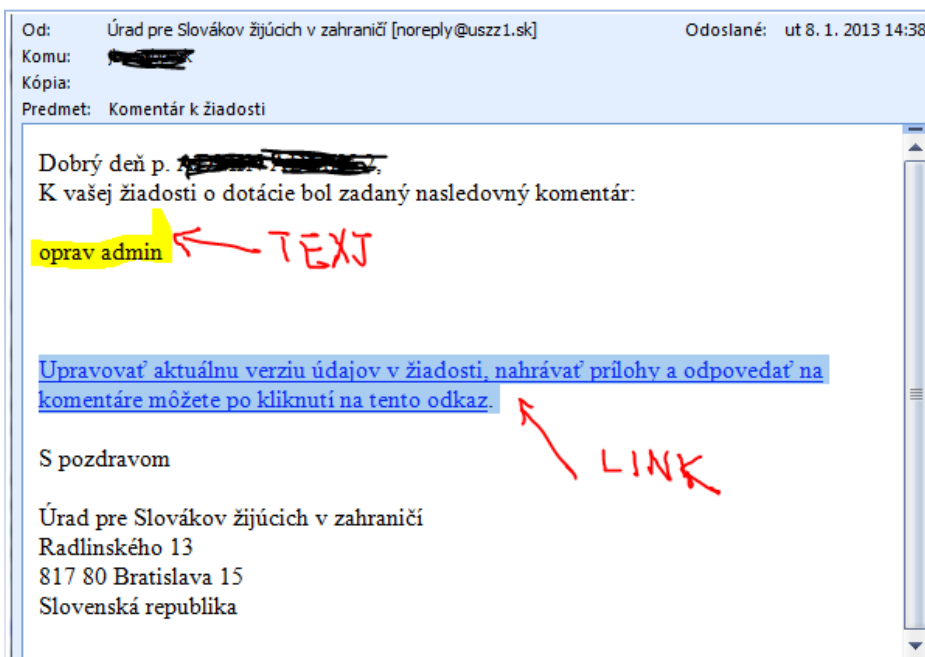 Od: Úrad pre Slovákov žijúcich v zahraničí [noreply@uszz1.sk] Odoslané: ut 8. 1. 2013 14:38
Komu:
Kópia:
Predmet: Komentár k žiadosti
Dobrý deň p.
K vašej žiadosti o dotácie bol zadaný nasledovný komentár:
oprav admin TEXT
Upravovať aktuálnu verziu údajov v žiadosti, nahrávať prílohy a odpovedať na
komentáre môžete po kliknutí na tento odkaz.
LINK
S pozdravom
Úrad pre Slovákov žijúcich v zahraničí
Radlinského 13
817 80 Bratislava 15
Slovenská republika